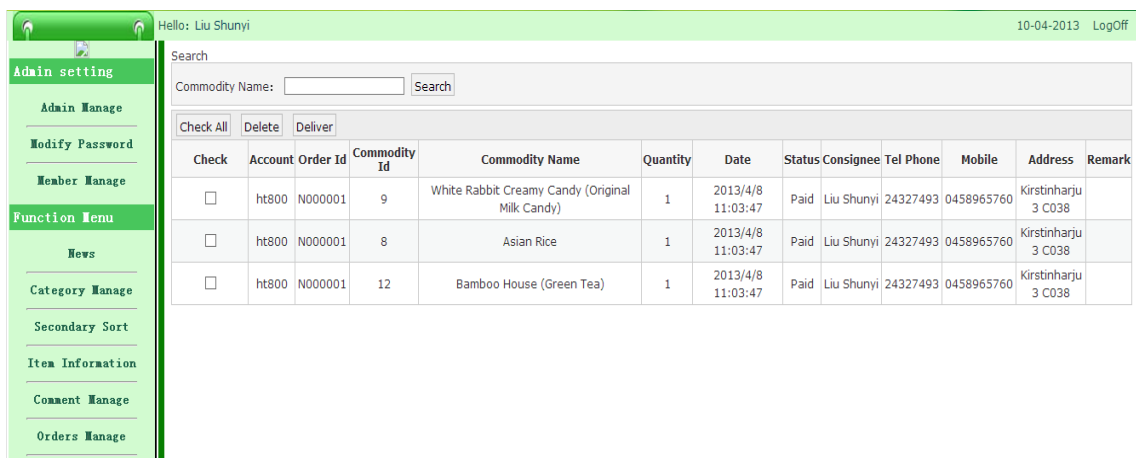 Hello: Liu Shunyi 10-04-2013 LogOff
Admin setting
Admin Manage
Modify Password
Member Manage
Function Menu
News
Category Manage
Secondary Sort
Item Information
Comment Manage
Orders Manage
Search
Commodity Name: Search
Check All Delete Deliver
Check Account Order Id Commodity Id Commodity Name Quantity Date Status Consignee Tel Phone Mobile Address Remark
ht800 N000001 9 White Rabbit Creamy Candy (Original Milk Candy) 1 2013/4/8 11:03:47 Paid Liu Shunyi 24327493 0458965760 Kirstinharju 3 C038
ht800 N000001 8 Asian Rice 1 2013/4/8 11:03:47 Paid Liu Shunyi 24327493 0458965760 Kirstinharju 3 C038
ht800 N000001 12 Bamboo House (Green Tea) 1 2013/4/8 11:03:47 Paid Liu Shunyi 24327493 0458965760 Kirstinharju 3 C038